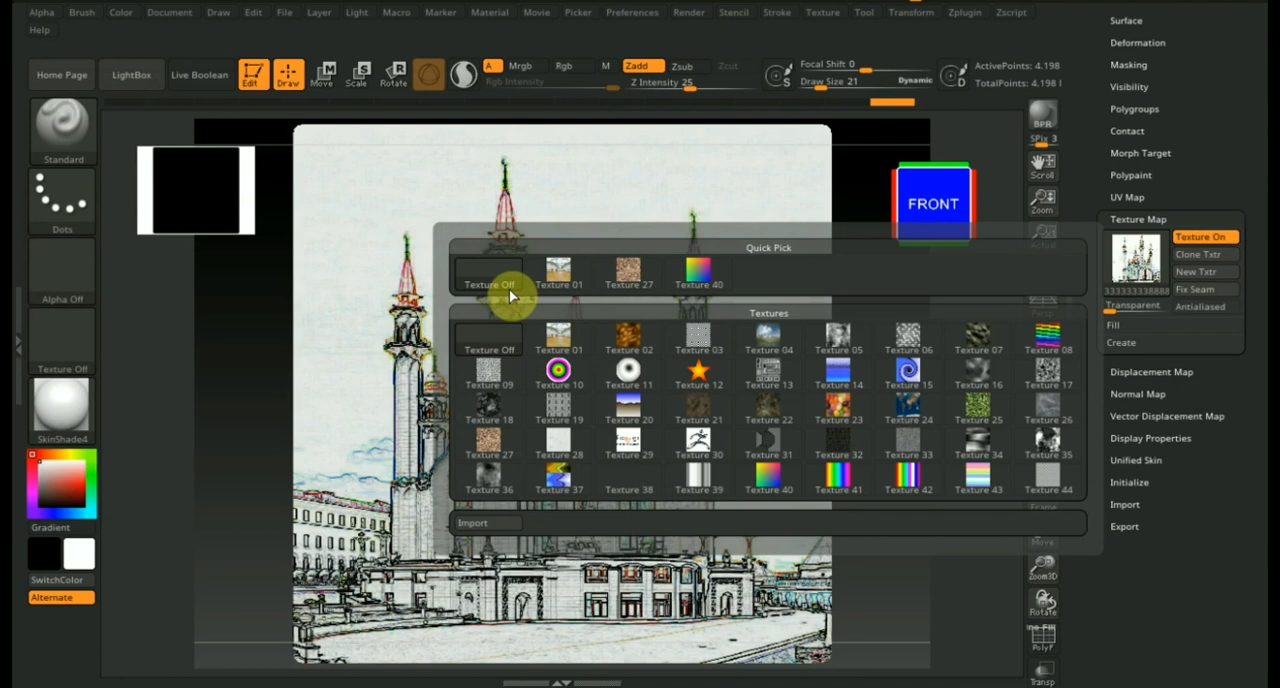 Alpha Brush Color Document Draw Edit File Layer Light Macro Marker Material Movie Picker Preferences Render Stencil Stroke Texture Tool Transform Zplugin Zscript
Help
Home Page LightBox Live Boolean Edit Draw Move Scale Rotate A Mrgb Rgb M Zadd Zsub Zcut Focal Shift 0 ActivePoints: 4.198
Rgb Intensity Z Intensity 25 S Draw Size 21 Dynamic D TotalPoints: 4.198
Standard
Dots
Alpha Off
Texture Off
SkinShade4
Gradient
SwitchColor
Alternate
FRONT
Quick Pick
Texture Off Texture 01 Texture 27 Texture 40
Textures
Texture Off Texture 01 Texture 02 Texture 03 Texture 04 Texture 05 Texture 06 Texture 07 Texture 08
Texture 09 Texture 10 Texture 11 Texture 12 Texture 13 Texture 14 Texture 15 Texture 16 Texture 17
Texture 18 Texture 19 Texture 20 Texture 21 Texture 22 Texture 23 Texture 24 Texture 25 Texture 26
Texture 27 Texture 28 Texture 29 Texture 30 Texture 31 Texture 32 Texture 33 Texture 34 Texture 35
Texture 36 Texture 37 Texture 38 Texture 39 Texture 40 Texture 41 Texture 42 Texture 43 Texture 44
Import
BPR
SPix 3
Scroll
Zoom
Actual
Persp
Frame
Move
Zoom3D
Rotate
PolyF
Transp
Surface
Deformation
Masking
Visibility
Polygroups
Contact
Morph Target
Polypaint
UV Map
Texture Map
Texture On
Clone Txtr
New Txtr
Fix Seam
Transparent Antialiased
Fill
Create
Displacement Map
Normal Map
Vector Displacement Map
Display Properties
Unified Skin
Initialize
Import
Export